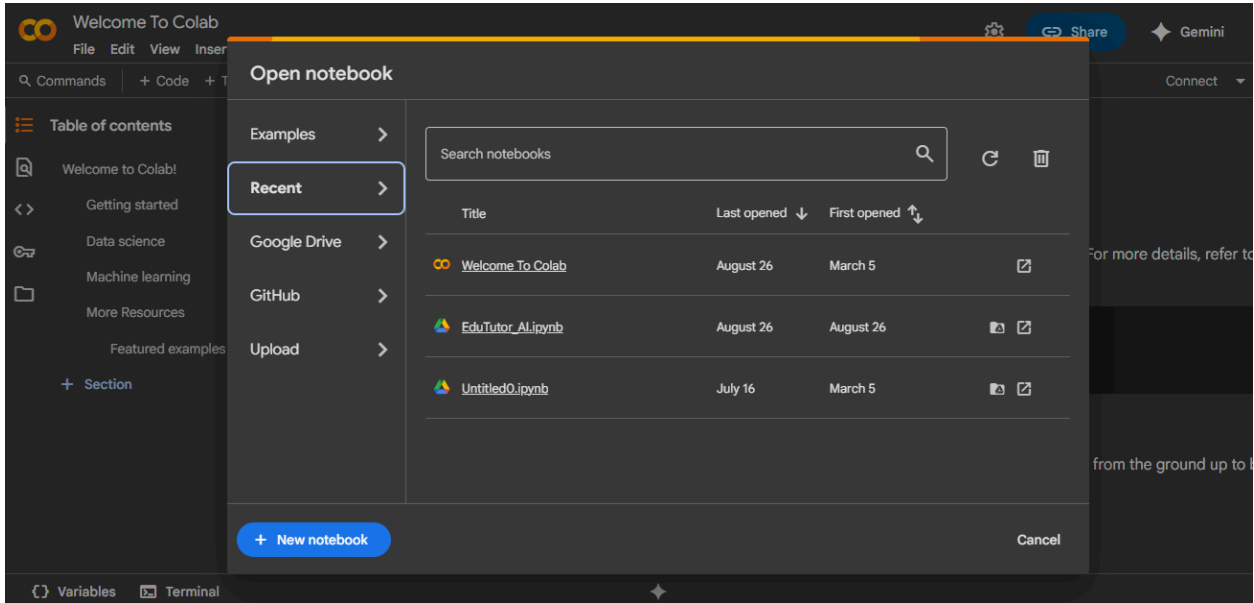 Welcome To Colab
File Edit View Inser
Share
Gemini
Commands
+ Code + T
Connect
Table of contents
Welcome to Colab!
Getting started
Data science
Machine learning
More Resources
Featured examples
+ Section
Open notebook
Examples
Recent
Google Drive
GitHub
Upload
Search notebooks
Title Last opened First opened
Welcome To Colab August 26 March 5
EduTutor_AI.ipynb August 26 August 26
Untitled0.ipynb July 16 March 5
+ New notebook
Cancel
For more details, refer to
from the ground up to b
Variables
Terminal